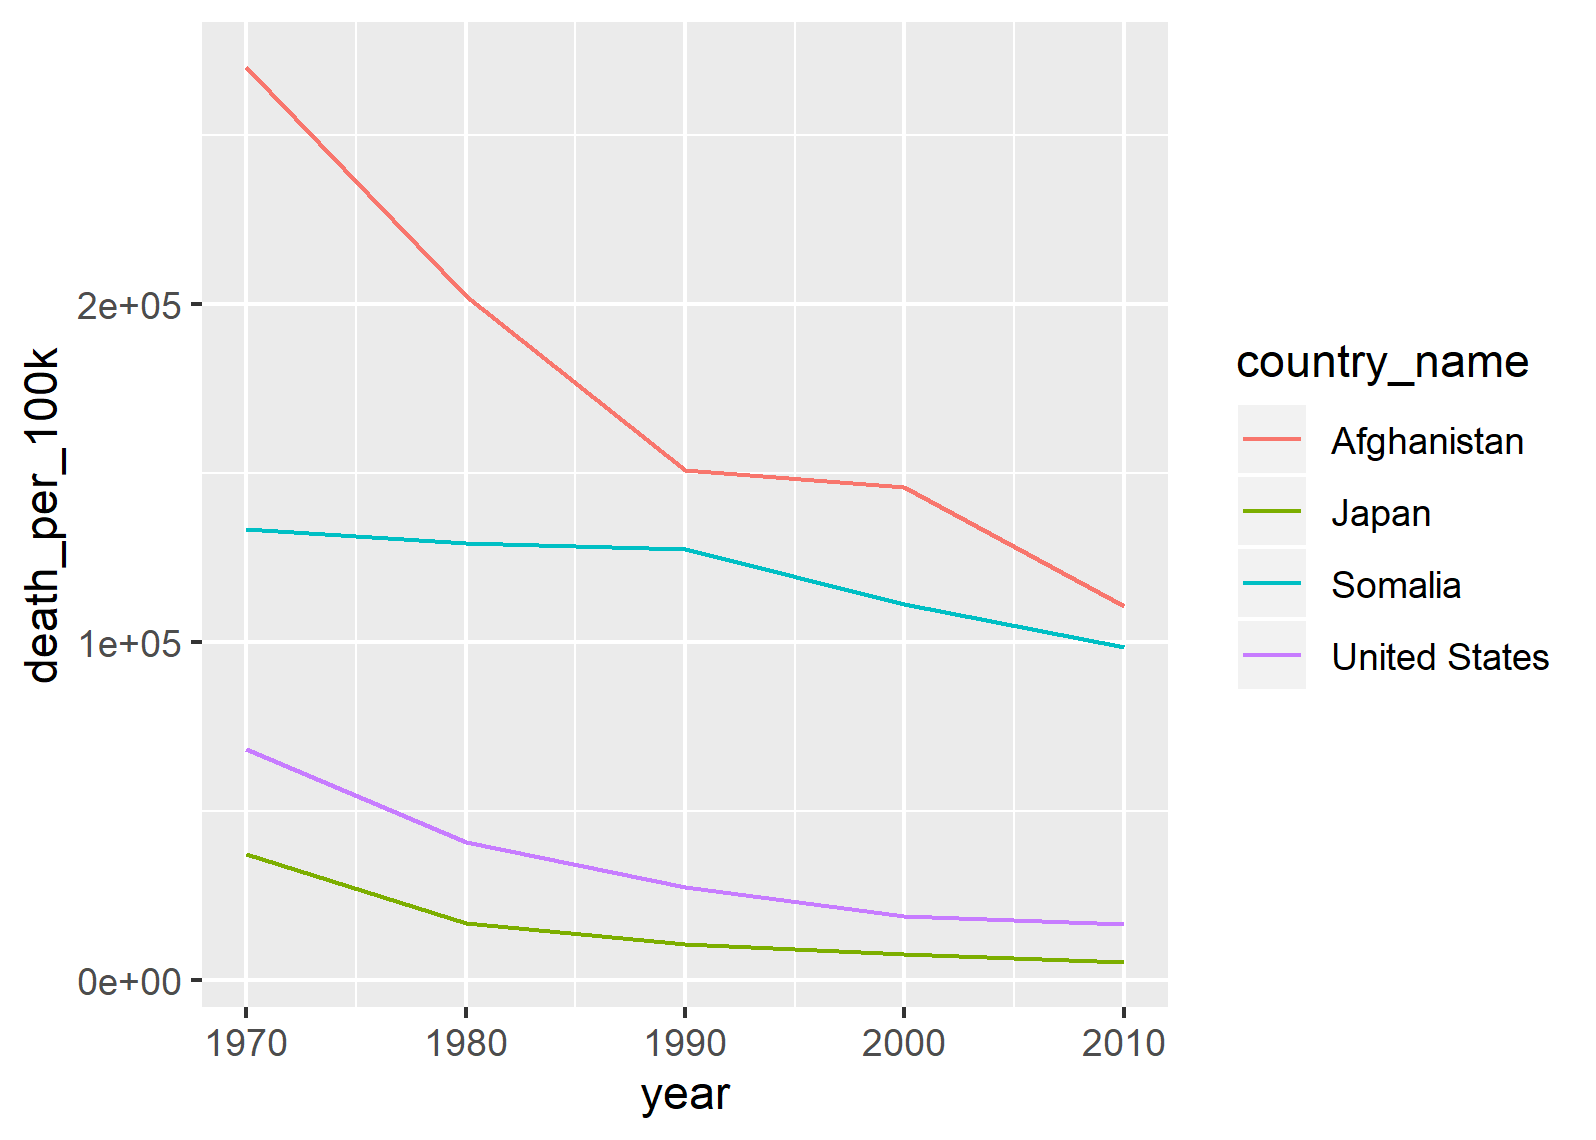 death_per_100k
2e+05
1e+05
0e+00
1970 1980 1990 2000 2010
year
country_name
Afghanistan
Japan
Somalia
United States